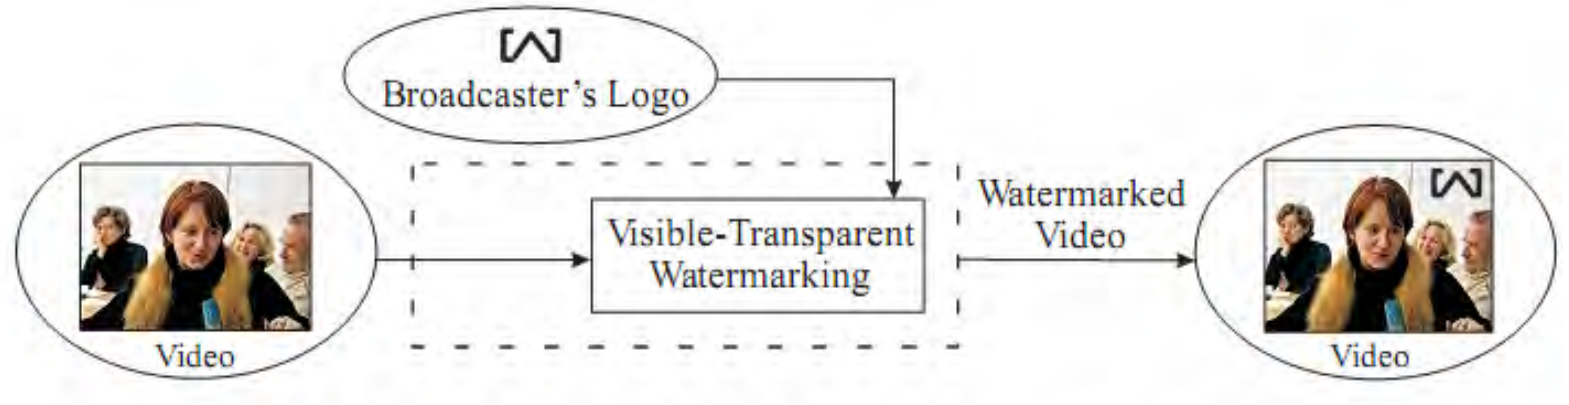 Broadcaster's Logo
Video
Visible-Transparent
Watermarking
Watermarked
Video
Video